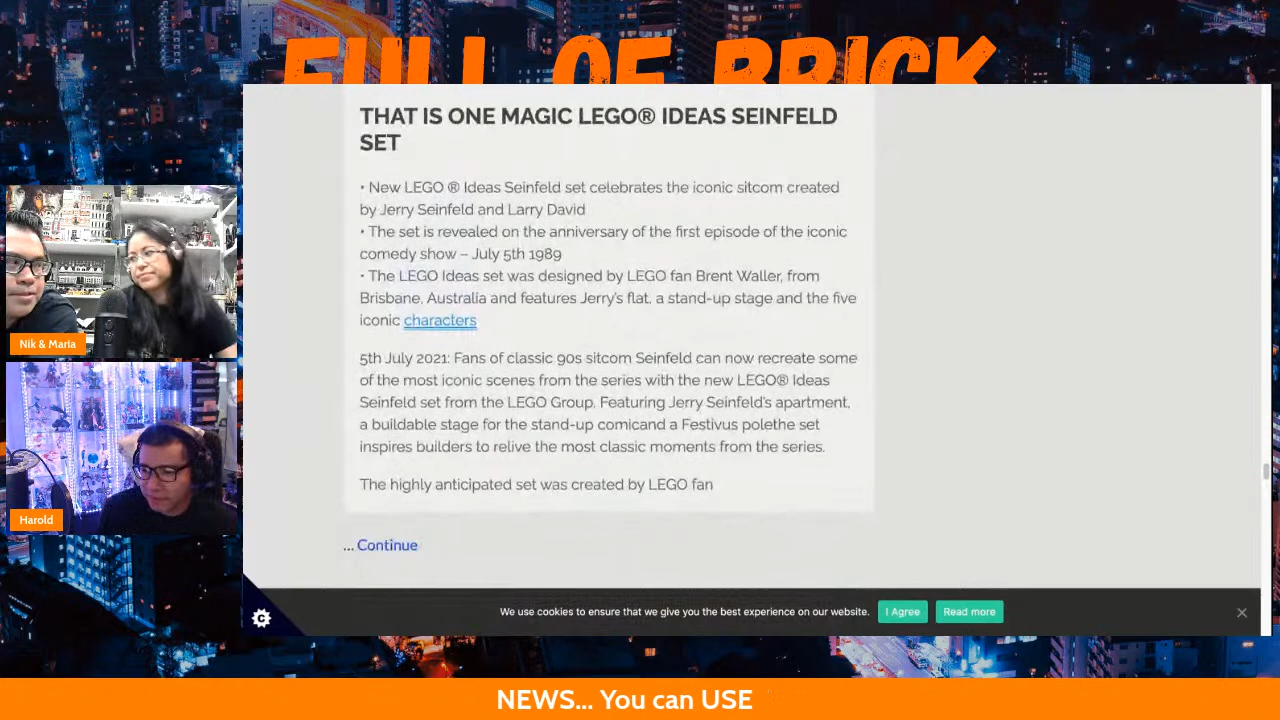 FULL OF BRICK
THAT IS ONE MAGIC LEGO® IDEAS SEINFELD
SET
• New LEGO ® Ideas Seinfeld set celebrates the iconic sitcom created
by Jerry Seinfeld and Larry David
• The set is revealed on the anniversary of the first episode of the iconic
comedy show – July 5th 1989
• The LEGO Ideas set was designed by LEGO fan Brent Waller, from
Brisbane, Australia and features Jerry's flat, a stand-up stage and the five
iconic characters
5th July 2021: Fans of classic 90s sitcom Seinfeld can now recreate some
of the most iconic scenes from the series with the new LEGO® Ideas
Seinfeld set from the LEGO Group. Featuring Jerry Seinfeld's apartment,
a buildable stage for the stand-up comicand a Festivus polethe set
inspires builders to relive the most classic moments from the series.
The highly anticipated set was created by LEGO fan
... Continue
We use cookies to ensure that we give you the best experience on our website.
I Agree
Read more
Nik & Maria
Harold
NEWS... You can USE